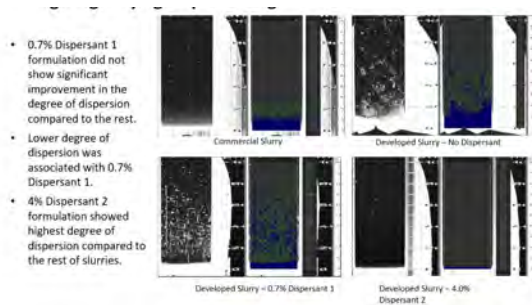 • 0.7% Dispersant 1
formulation did not
show significant
improvement in the
degree of dispersion
compared to the rest.
• Lower degree of
dispersion was
associated with 0.7%
Dispersant 1.
• 4% Dispersant 2
formulation showed
highest degree of
dispersion compared to
the rest of slurries.
Commercial Slurry
Developed Slurry – No Dispersant
Developed Slurry – 0.7% Dispersant 1
Developed Slurry – 4.0%
Dispersant 2